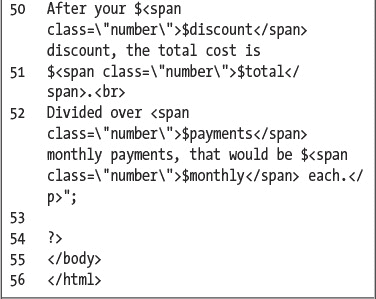 50 After your $<span
class=\"number\">$discount</span>
discount, the total cost is
51 $<span class=\"number\">$total</
span>.<br>
52 Divided over <span
class=\"number\">$payments</span>
monthly payments, that would be $<span
class=\"number\">$monthly</span> each.</
p>";
53
54 ?>
55 </body>
56 </html>